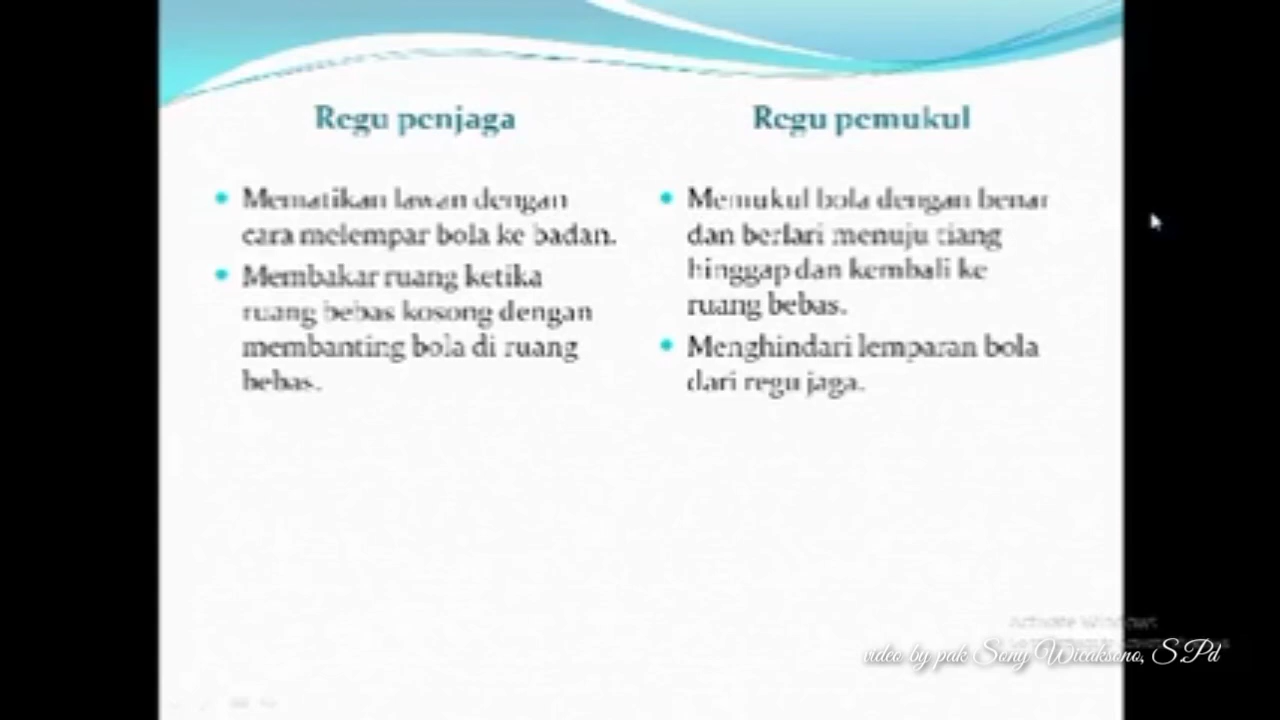 Regu penjaga
Mematikan lawan dengan
cara melempar bola ke badan.
Membakar ruang ketika
ruang bebas kosong dengan
membanting bola di ruang
bebas.
Regu pemukul
Memukul bola dengan benar
dan berlari menuju tiang
hinggap dan kembali ke
ruang bebas.
Menghindari lemparan bola
dari regu jaga.
Activate Windows
video by pak Sony Wicaksono, S.Pd